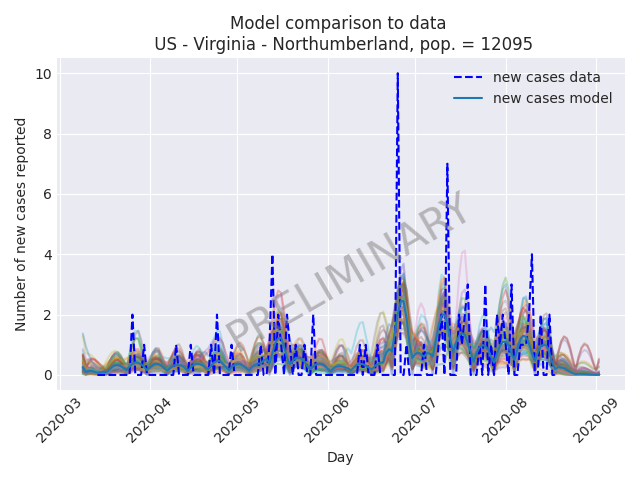 Model comparison to data
US - Virginia - Northumberland, pop. = 12095
new cases data
new cases model
Number of new cases reported
10
8
6
4
2
0
PRELIMINARY
2020-03
2020-04
2020-05
2020-06
2020-07
2020-08
2020-09
Day